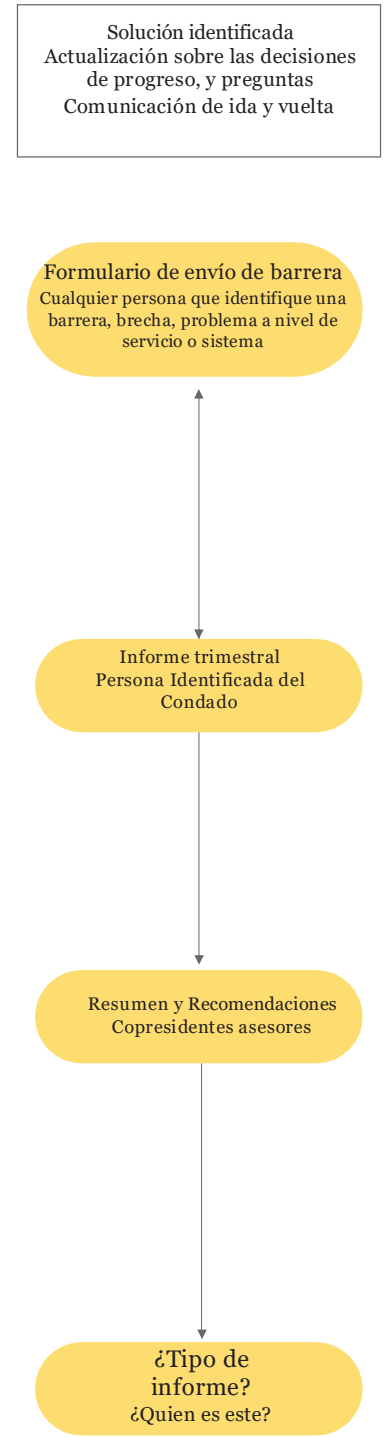 Solución identificada
Actualización sobre las decisiones
de progreso, y preguntas
Comunicación de ida y vuelta
Formulario de envío de barrera
Cualquier persona que identifique una
barrera, brecha, problema a nivel de
servicio o sistema
Informe trimestral
Persona Identificada del
Condado
Resumen y Recomendaciones
Copresidentes asesores
¿Tipo de
informe?
¿Quien es este?